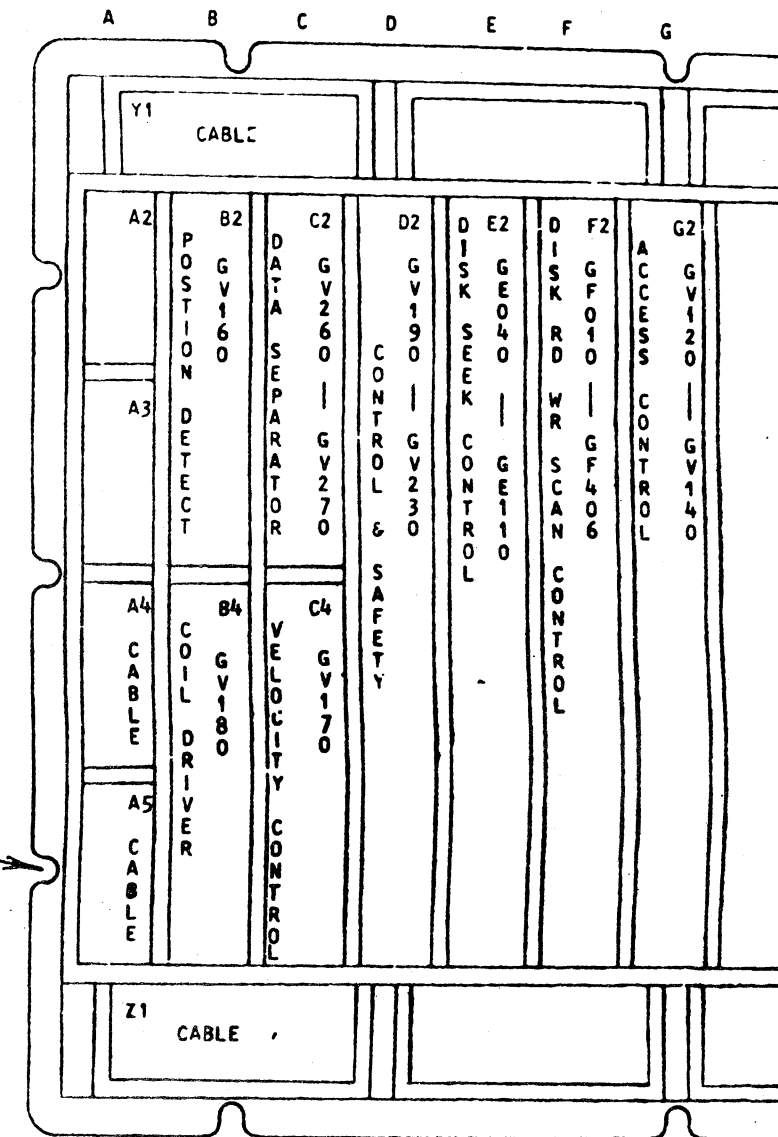 A B C D E F G
Y1
CABLE
A2
A3
A4
CABLE
A5
CABLE
B2
POSTION DETECT
GV160
B4
COIL DRIVER
GV180
C2
DATA SEPARATOR
GV260 — GV270
C4
VELOCITY CONTROL
GV170
D2
CONTROL & SAFETY
GV190 — GV230
E2
DISK SEEK CONTROL
GE040 — GE110
F2
DISK RD WR SCAN CONTROL
GF010 — GF406
G2
ACCESS CONTROL
GV120 — GV140
Z1
CABLE